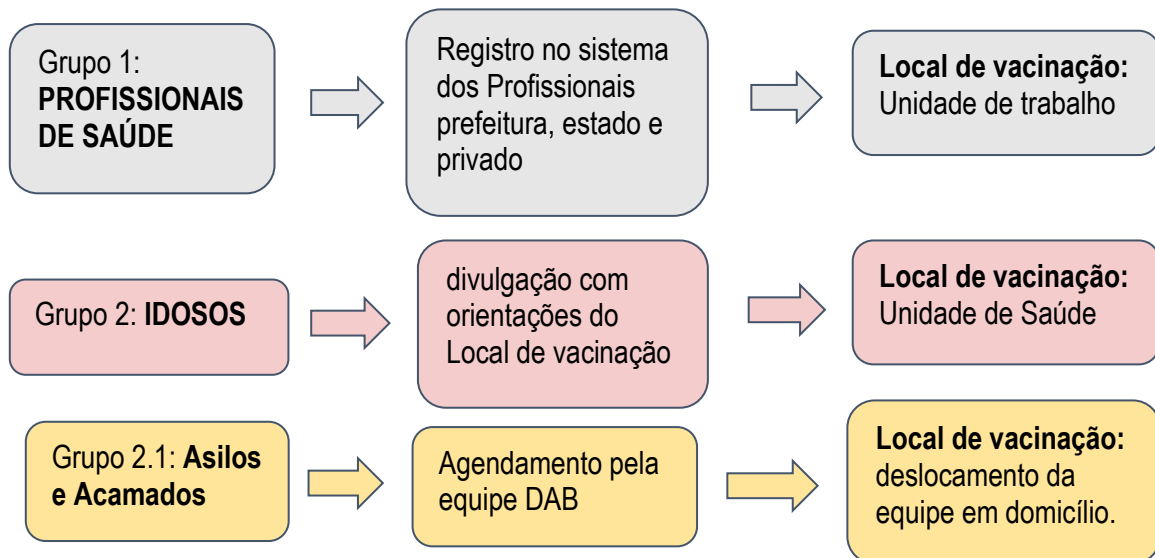 Grupo 1:
PROFISSIONAIS
DE SAÚDE
Registro no sistema
dos Profissionais
prefeitura, estado e
privado
Local de vacinação:
Unidade de trabalho
Grupo 2: IDOSOS
divulgação com
orientações do
Local de vacinação
Local de vacinação:
Unidade de Saúde
Grupo 2.1: Asilos
e Acamados
Agendamento pela
equipe DAB
Local de vacinação:
deslocamento da
equipe em domicílio.